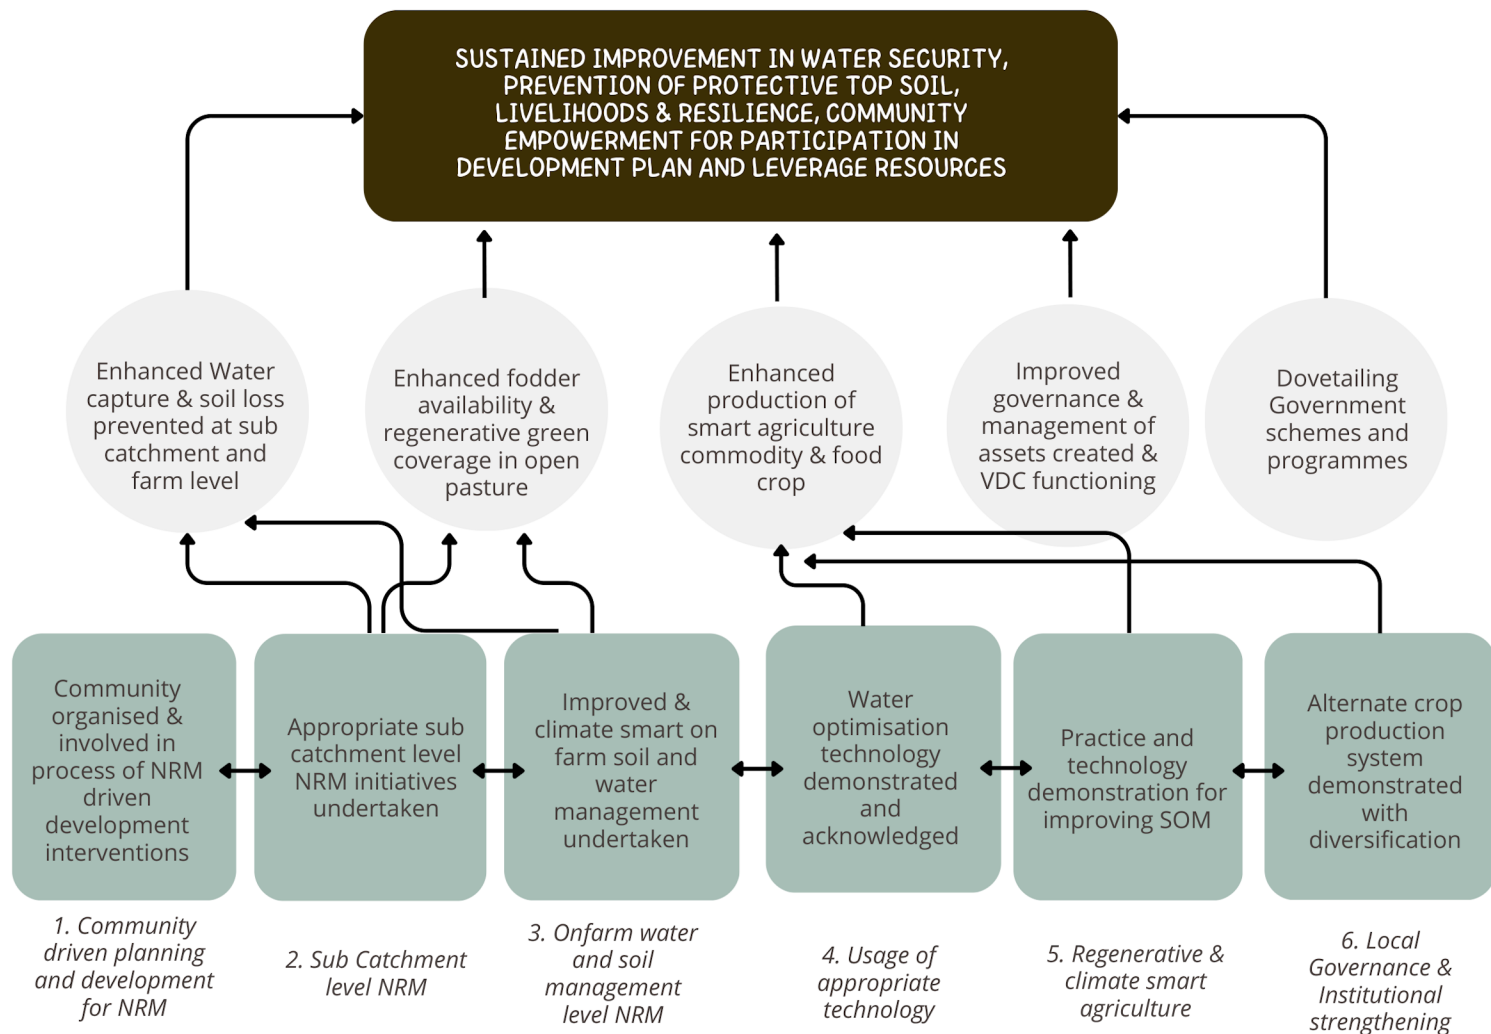 SUSTAINED IMPROVEMENT IN WATER SECURITY,
PREVENTION OF PROTECTIVE TOP SOIL,
LIVELIHOODS & RESILIENCE, COMMUNITY
EMPOWERMENT FOR PARTICIPATION IN
DEVELOPMENT PLAN AND LEVERAGE RESOURCES
Enhanced Water
capture & soil loss
prevented at sub
catchment and
farm level
Enhanced fodder
availability &
regenerative green
coverage in open
pasture
Enhanced
production of
smart agriculture
commodity & food
crop
Improved
governance &
management of
assets created &
VDC functioning
Dovetailing
Government
schemes and
programmes
Community
organised &
involved in
process of NRM
driven
development
interventions
Appropriate sub
catchment level
NRM initiatives
undertaken
Improved &
climate smart on
farm soil and
water
management
undertaken
Water
optimisation
technology
demonstrated
and
acknowledged
Practice and
technology
demonstration for
improving SOM
Alternate crop
production
system
demonstrated
with
diversification
1. Community
driven planning
and development
for NRM
2. Sub Catchment
level NRM
3. Onfarm water
and soil
management
level NRM
4. Usage of
appropriate
technology
5. Regenerative &
climate smart
agriculture
6. Local
Governance &
Institutional
strengthening